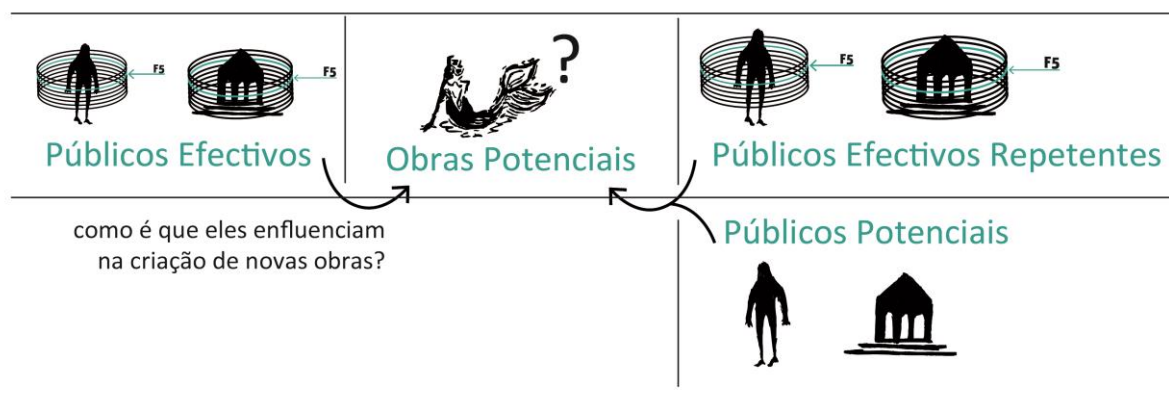 F5
F5
?
F5
F5
Públicos Efectivos
Obras Potenciais
Públicos Efectivos Repetentes
como é que eles enfluenciam
na criação de novas obras?
Públicos Potenciais